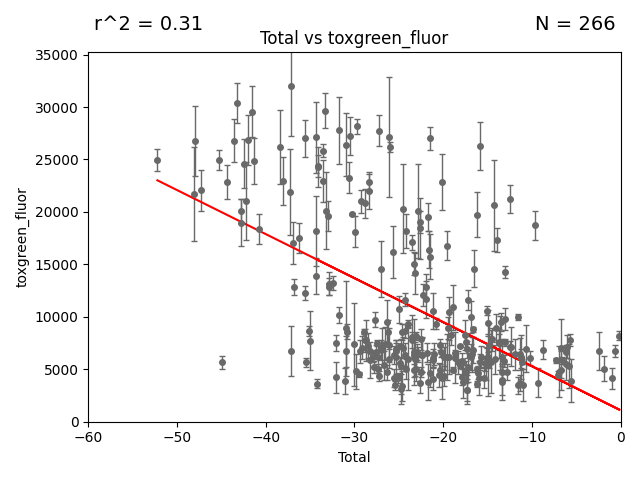 r^2 = 0.31 N = 266
Total vs toxgreen_fluor
35000
30000
25000
20000
15000
10000
5000
0
toxgreen_fluor
−60 −50 −40 −30 −20 −10 0
Total